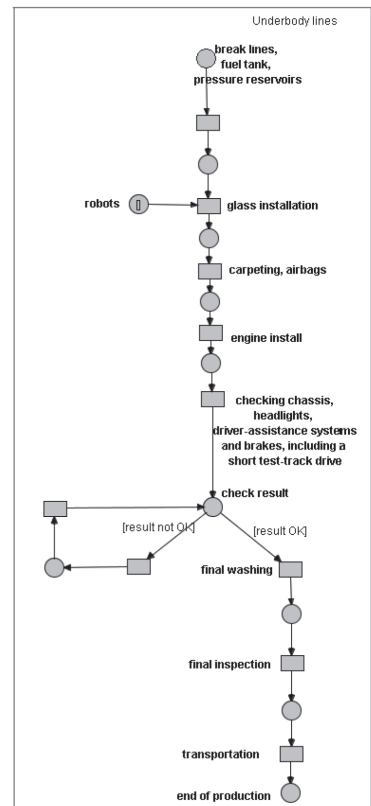 Underbody lines
break lines,
fuel tank,
pressure reservoirs
robots
glass installation
carpeting, airbags
engine install
checking chassis,
headlights,
driver-assistance systems
and brakes, including a
short test-track drive
check result
[result not OK]
[result OK]
final washing
final inspection
transportation
end of production